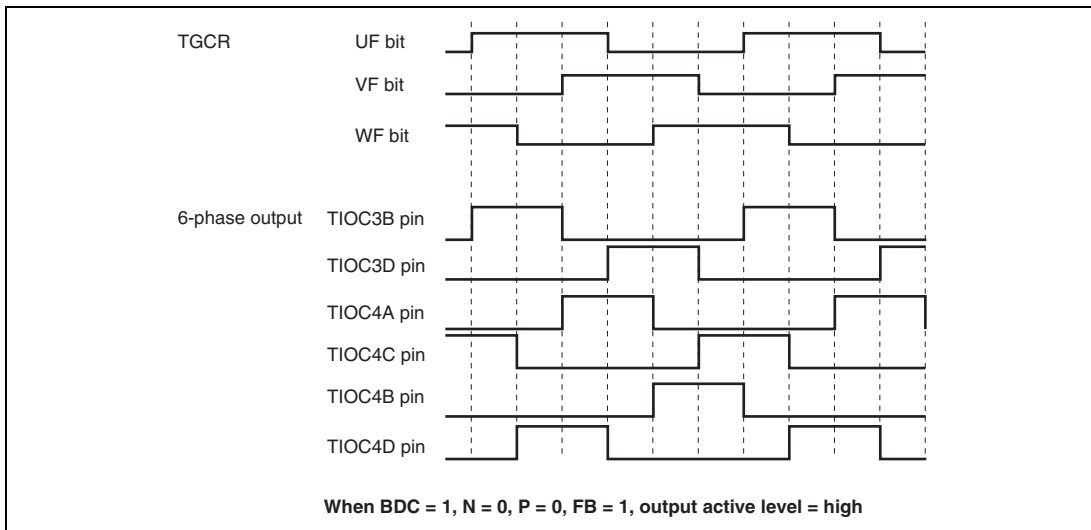 TGCR UF bit
VF bit
WF bit
6-phase output TIOC3B pin
TIOC3D pin
TIOC4A pin
TIOC4C pin
TIOC4B pin
TIOC4D pin
When BDC = 1, N = 0, P = 0, FB = 1, output active level = high